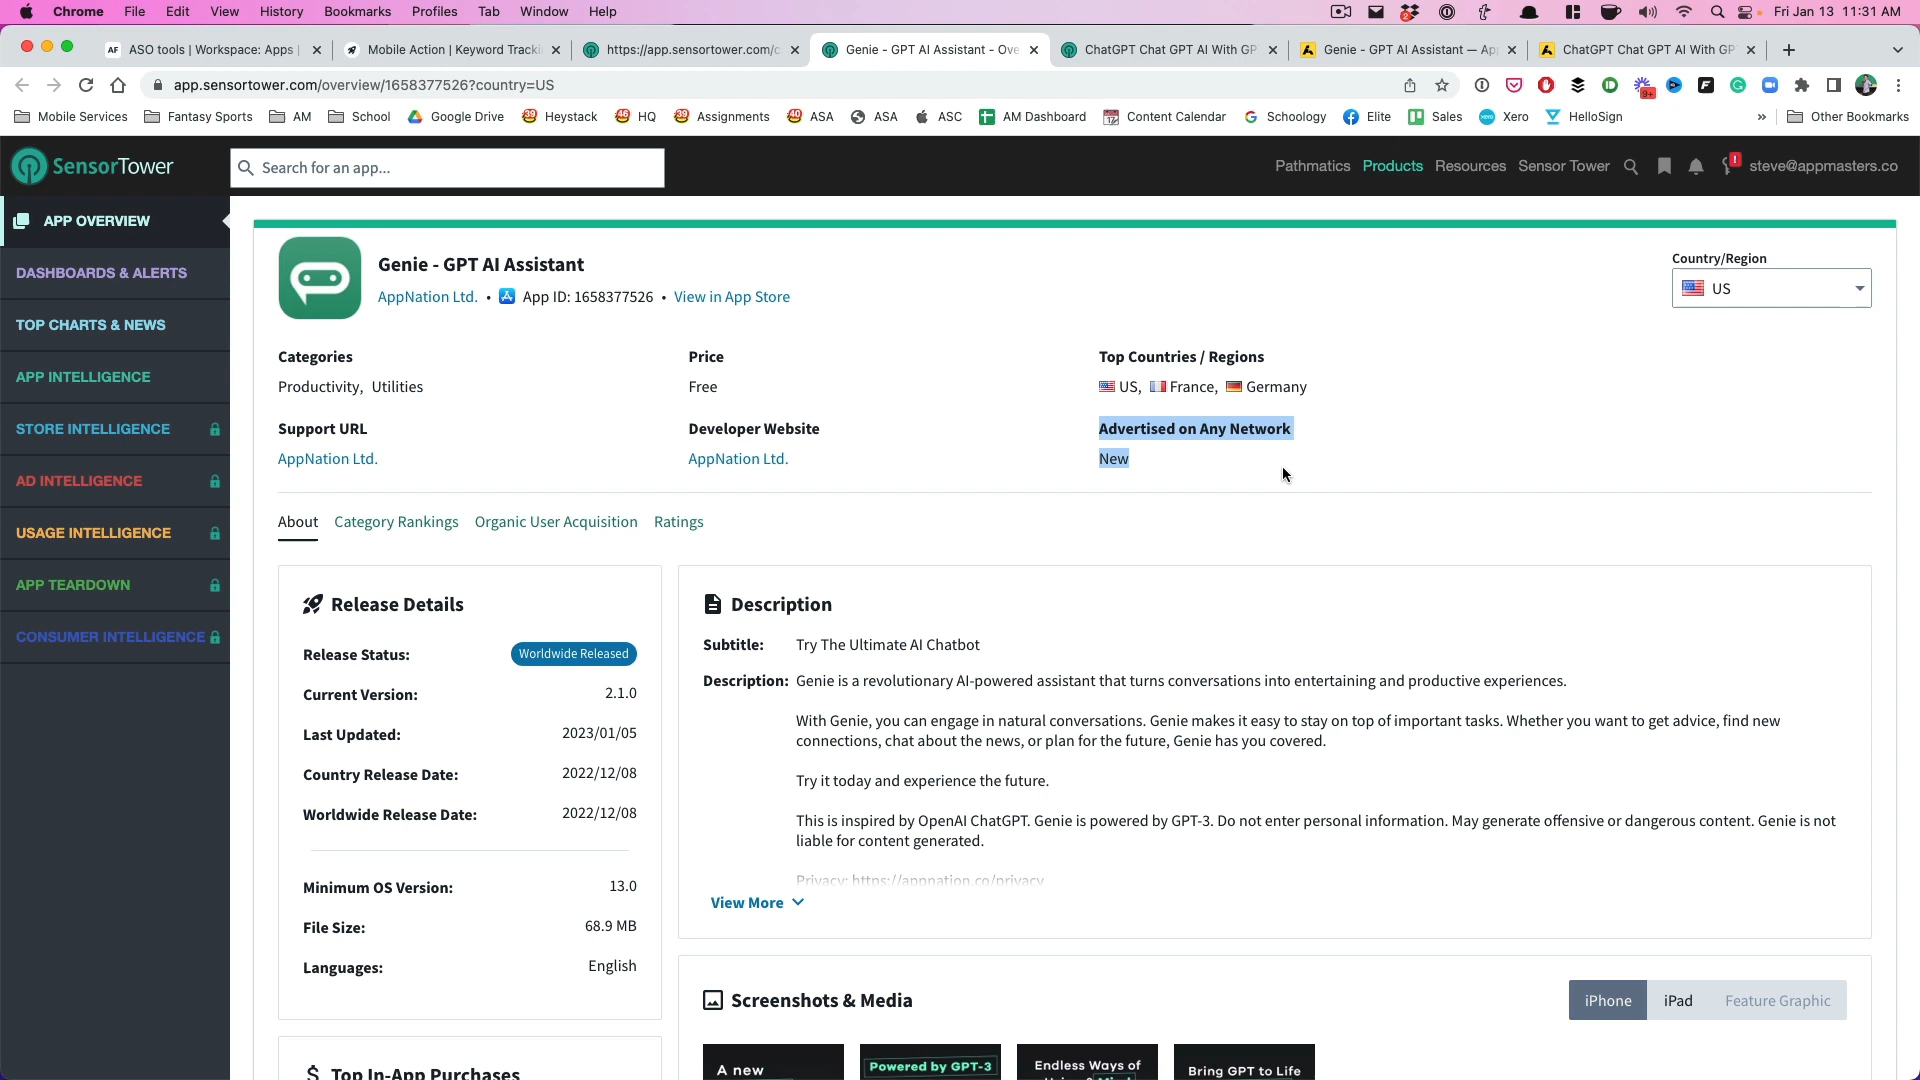 Chrome File Edit View History Bookmarks Profiles Tab Window Help
2
Fri Jan 13 11:31 AM
AF ASO tools | Workspace: Apps |
Mobile Action | Keyword Tracki
https://app.sensortower.com/
Genie - GPT AI Assistant - Ove
ChatGPT Chat GPT AI With GP
Genie - GPT AI Assistant — Ap
ChatGPT Chat GPT AI With GP
app.sensortower.com/overview/1658377526?country=US
9+
Mobile Services Fantasy Sports AM School Google Drive 39 Heystack 46 HQ 39 Assignments 40 ASA ASA ASC AM Dashboard Content Calendar Schoology Elite Sales Xero HelloSign » Other Bookmarks
SensorTower
Search for an app...
Pathmatics Products Resources Sensor Tower ! steve@appmasters.co
APP OVERVIEW
DASHBOARDS & ALERTS
TOP CHARTS & NEWS
APP INTELLIGENCE
STORE INTELLIGENCE
AD INTELLIGENCE
USAGE INTELLIGENCE
APP TEARDOWN
CONSUMER INTELLIGENCE
Genie - GPT AI Assistant
AppNation Ltd. • App ID: 1658377526 • View in App Store
Country/Region
US
Categories
Productivity, Utilities
Price
Free
Top Countries / Regions
US, France, Germany
Support URL
AppNation Ltd.
Developer Website
AppNation Ltd.
Advertised on Any Network
New
About Category Rankings Organic User Acquisition Ratings
Release Details
Release Status: Worldwide Released
Current Version: 2.1.0
Last Updated: 2023/01/05
Country Release Date: 2022/12/08
Worldwide Release Date: 2022/12/08
Minimum OS Version: 13.0
File Size: 68.9 MB
Languages: English
$ Top In-App Purchases
Description
Subtitle: Try The Ultimate AI Chatbot
Description: Genie is a revolutionary AI-powered assistant that turns conversations into entertaining and productive experiences.
With Genie, you can engage in natural conversations. Genie makes it easy to stay on top of important tasks. Whether you want to get advice, find new
connections, chat about the news, or plan for the future, Genie has you covered.
Try it today and experience the future.
This is inspired by OpenAI ChatGPT. Genie is powered by GPT-3. Do not enter personal information. May generate offensive or dangerous content. Genie is not
liable for content generated.
Privacy: https://appnation.co/privacy
View More
Screenshots & Media
iPhone iPad Feature Graphic
A new
Powered by GPT-3
Endless Ways of
Bring GPT to Life